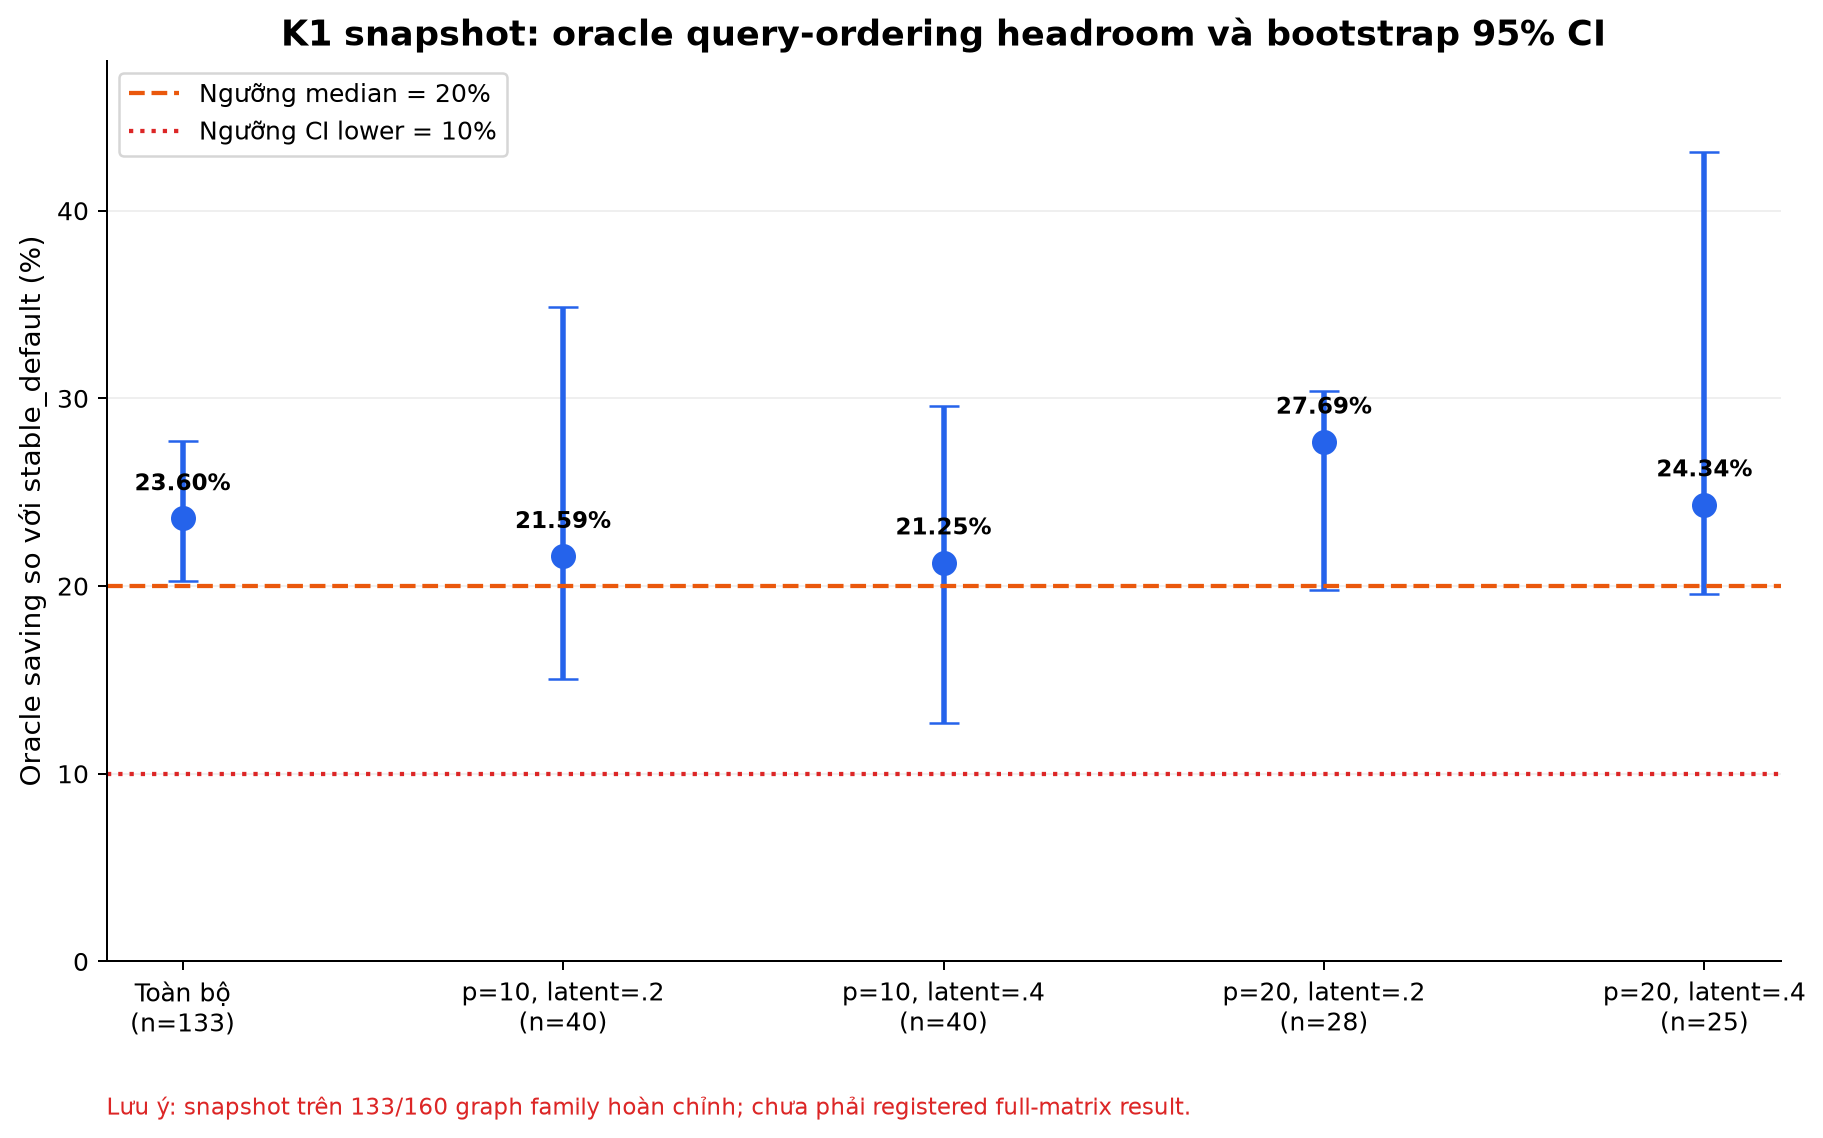 K1 snapshot: oracle query-ordering headroom và bootstrap 95% CI
Ngưỡng median = 20%
Ngưỡng CI lower = 10%
Oracle saving so với stable_default (%)
40
30
20
10
0
23.60%
21.59%
21.25%
27.69%
24.34%
Toàn bộ
(n=133)
p=10, latent=.2
(n=40)
p=10, latent=.4
(n=40)
p=20, latent=.2
(n=28)
p=20, latent=.4
(n=25)
Lưu ý: snapshot trên 133/160 graph family hoàn chỉnh; chưa phải registered full-matrix result.